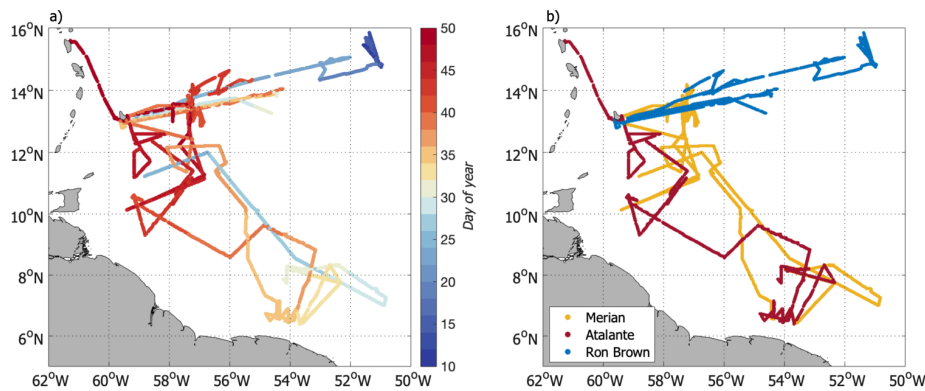 a)
16°N
14°N
12°N
10°N
8°N
6°N
62°W 60°W 58°W 56°W 54°W 52°W 50°W
50
45
40
35
30
25
20
15
10
Day of year
b)
16°N
14°N
12°N
10°N
8°N
6°N
Merian
Atalante
Ron Brown
62°W 60°W 58°W 56°W 54°W 52°W 50°W